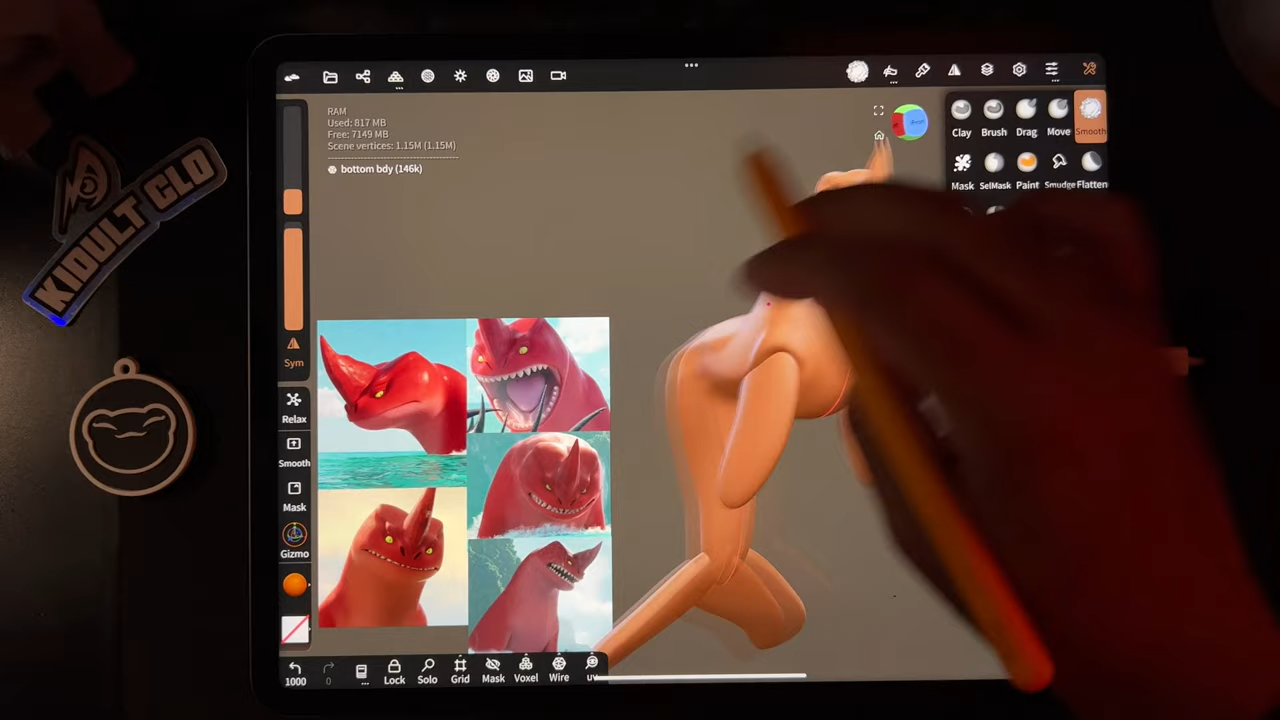 KIDULT CLO
RAM
Used: 817 MB
Free: 7149 MB
Scene vertices: 1.15M (1.15M)
bottom bdy (146k)
Clay
Brush
Drag
Move
Smooth
Mask
SelMask
Paint
Smudge
Flatten
Sym
Relax
Smooth
Mask
Gizmo
1000
0
Lock
Solo
Grid
Mask
Voxel
Wire